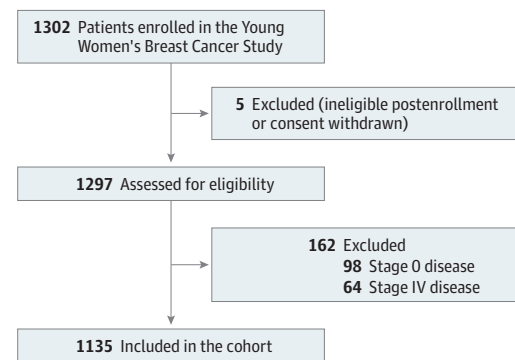 1302 Patients enrolled in the Young
Women's Breast Cancer Study
5 Excluded (ineligible postenrollment
or consent withdrawn)
1297 Assessed for eligibility
162 Excluded
98 Stage 0 disease
64 Stage IV disease
1135 Included in the cohort